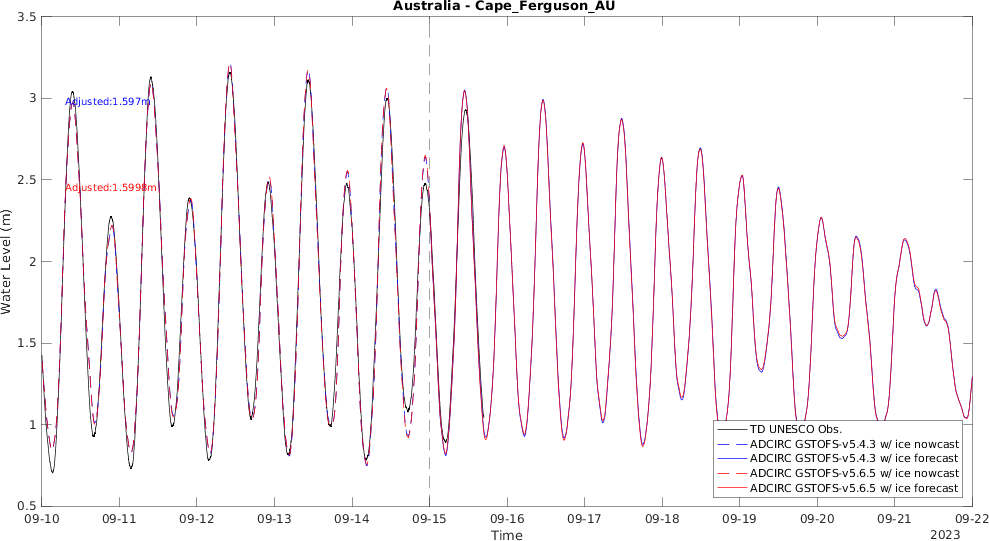 Australia - Cape_Ferguson_AU
3.5
3
2.5
2
1.5
1
0.5
Water Level (m)
Adjusted:1.597m
Adjusted:1.5998m
TD UNESCO Obs.
ADCIRC GSTOFS-v5.4.3 w/ ice nowcast
ADCIRC GSTOFS-v5.4.3 w/ ice forecast
ADCIRC GSTOFS-v5.6.5 w/ ice nowcast
ADCIRC GSTOFS-v5.6.5 w/ ice forecast
09-10 09-11 09-12 09-13 09-14 09-15 09-16 09-17 09-18 09-19 09-20 09-21 09-22
Time
2023